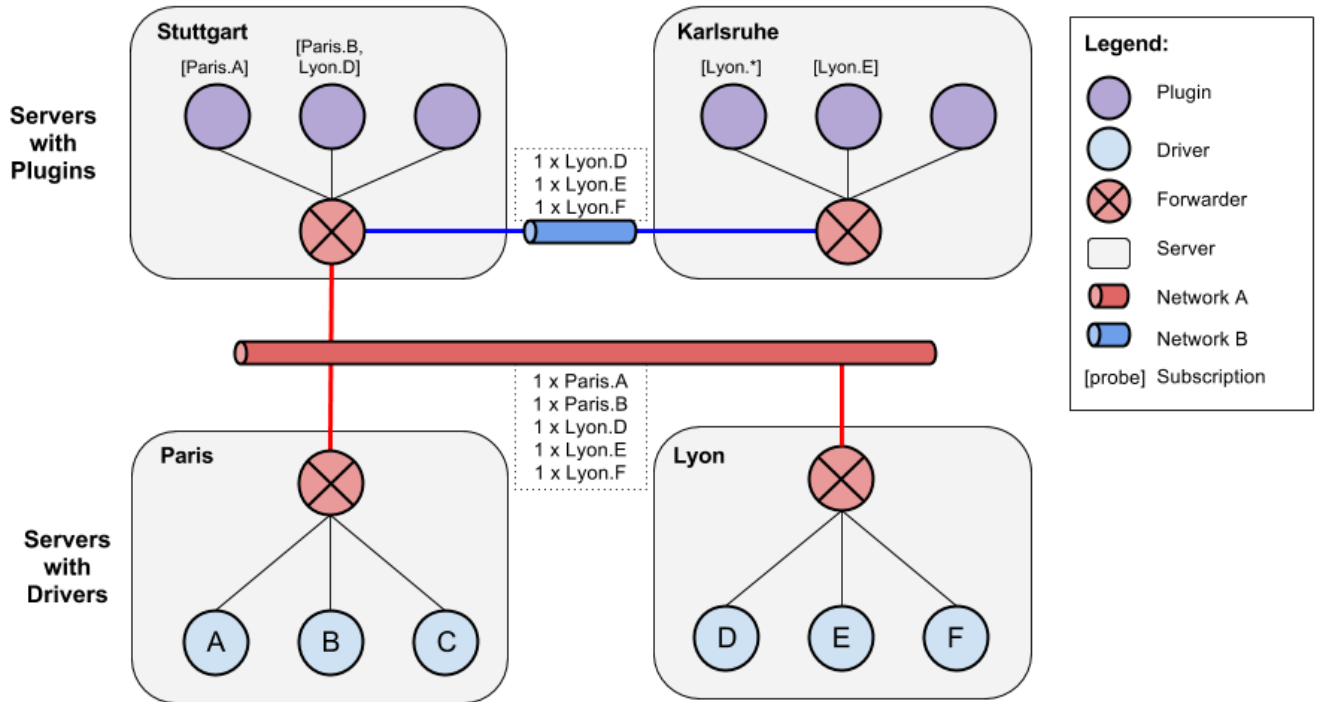 Stuttgart
[Paris.A]
[Paris.B,
Lyon.D]
Karlsruhe
[Lyon.*]
[Lyon.E]
Servers
with
Plugins
1 x Lyon.D
1 x Lyon.E
1 x Lyon.F
Legend:
Plugin
Driver
Forwarder
Server
Network A
Network B
[probe] Subscription
1 x Paris.A
1 x Paris.B
1 x Lyon.D
1 x Lyon.E
1 x Lyon.F
Servers
with
Drivers
Paris
A
B
C
Lyon
D
E
F